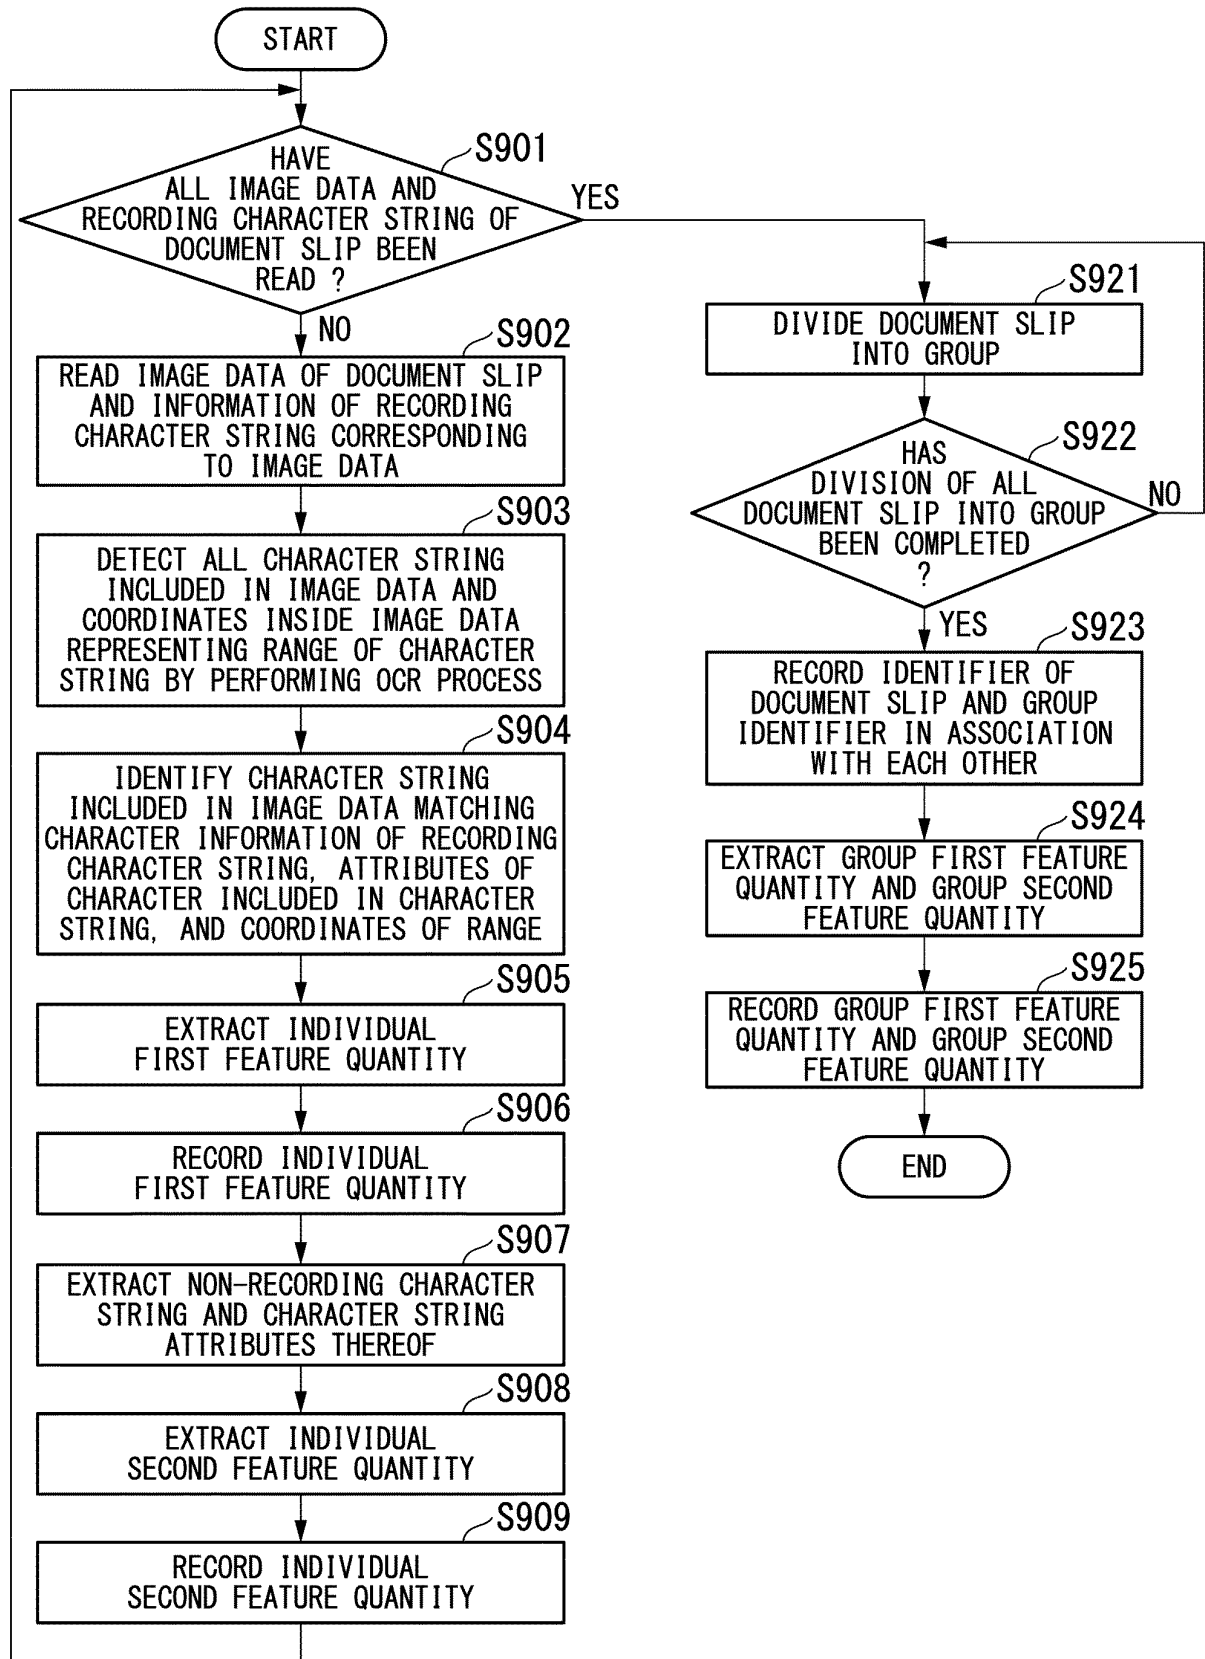 START
S901
HAVE
ALL IMAGE DATA AND
RECORDING CHARACTER STRING OF
DOCUMENT SLIP BEEN
READ ?
YES
NO
S902
READ IMAGE DATA OF DOCUMENT SLIP
AND INFORMATION OF RECORDING
CHARACTER STRING CORRESPONDING
TO IMAGE DATA
S903
DETECT ALL CHARACTER STRING
INCLUDED IN IMAGE DATA AND
COORDINATES INSIDE IMAGE DATA
REPRESENTING RANGE OF CHARACTER
STRING BY PERFORMING OCR PROCESS
S904
IDENTIFY CHARACTER STRING
INCLUDED IN IMAGE DATA MATCHING
CHARACTER INFORMATION OF RECORDING
CHARACTER STRING, ATTRIBUTES OF
CHARACTER INCLUDED IN CHARACTER
STRING, AND COORDINATES OF RANGE
S905
EXTRACT INDIVIDUAL
FIRST FEATURE QUANTITY
S906
RECORD INDIVIDUAL
FIRST FEATURE QUANTITY
S907
EXTRACT NON-RECORDING CHARACTER
STRING AND CHARACTER STRING
ATTRIBUTES THEREOF
S908
EXTRACT INDIVIDUAL
SECOND FEATURE QUANTITY
S909
RECORD INDIVIDUAL
SECOND FEATURE QUANTITY
S921
DIVIDE DOCUMENT SLIP
INTO GROUP
S922
HAS
DIVISION OF ALL
DOCUMENT SLIP INTO GROUP
BEEN COMPLETED
?
NO
YES
S923
RECORD IDENTIFIER OF
DOCUMENT SLIP AND GROUP
IDENTIFIER IN ASSOCIATION
WITH EACH OTHER
S924
EXTRACT GROUP FIRST FEATURE
QUANTITY AND GROUP SECOND
FEATURE QUANTITY
S925
RECORD GROUP FIRST FEATURE
QUANTITY AND GROUP SECOND
FEATURE QUANTITY
END